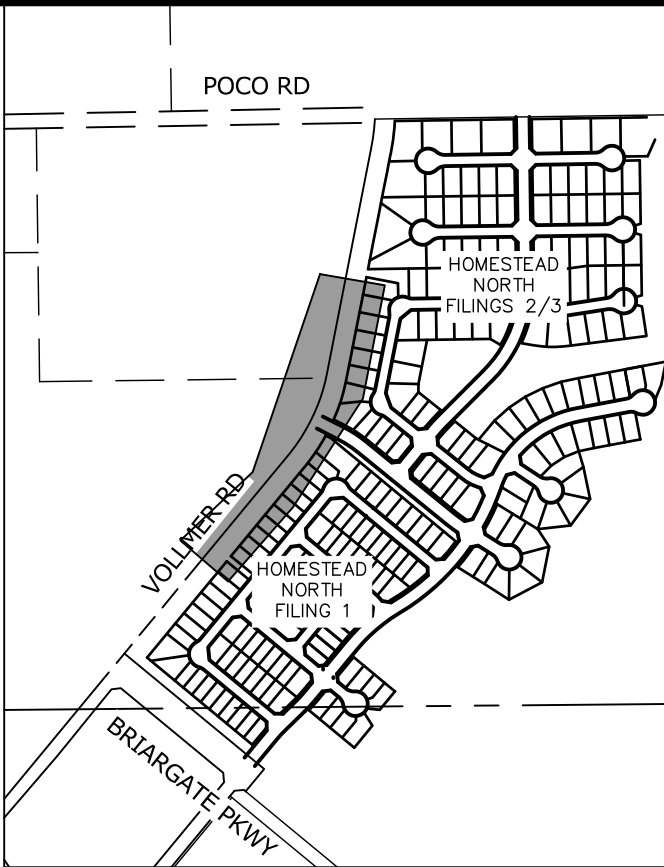 POCO RD
HOMESTEAD
NORTH
FILINGS 2/3
VOLLMER RD
HOMESTEAD
NORTH
FILING 1
BRIARGATE PKWY